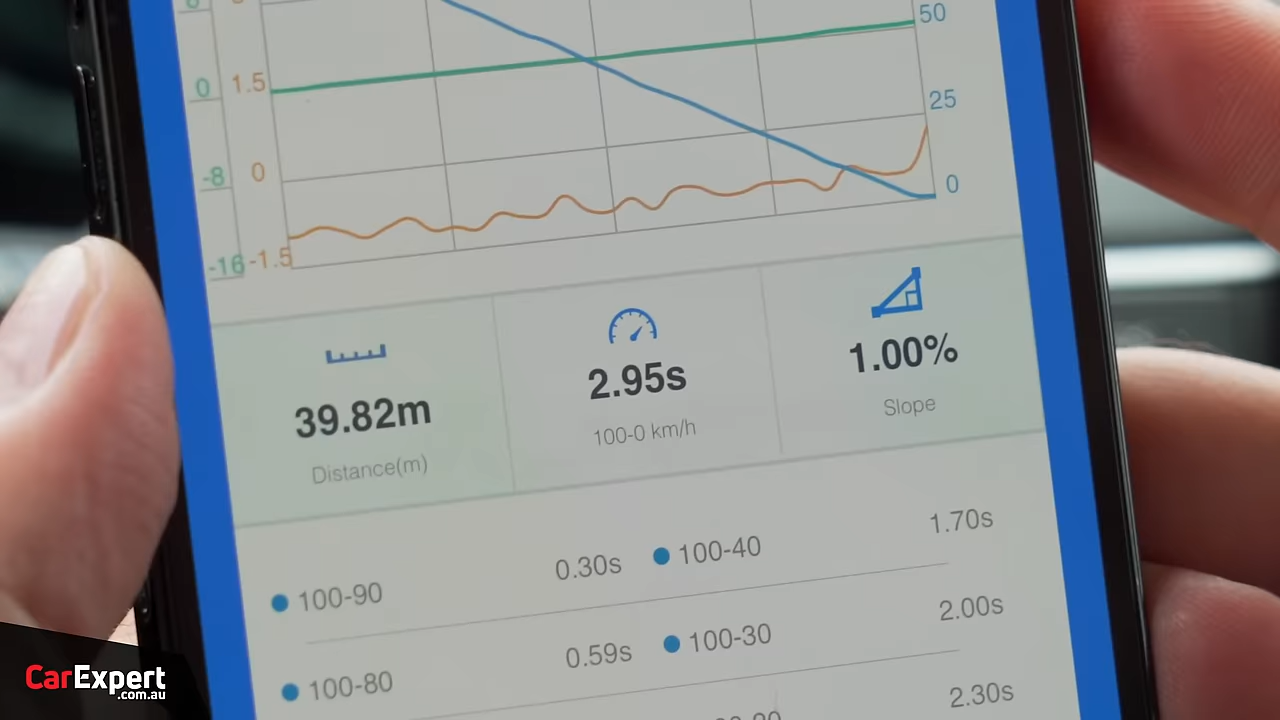 50
0
1.5
25
-8
0
0
-16
-1.5
39.82m
2.95s
1.00%
Distance(m)
100-0 km/h
Slope
100-90 0.30s
100-40 1.70s
100-80 0.59s
100-30 2.00s
2.30s
CarExpert
.com.au